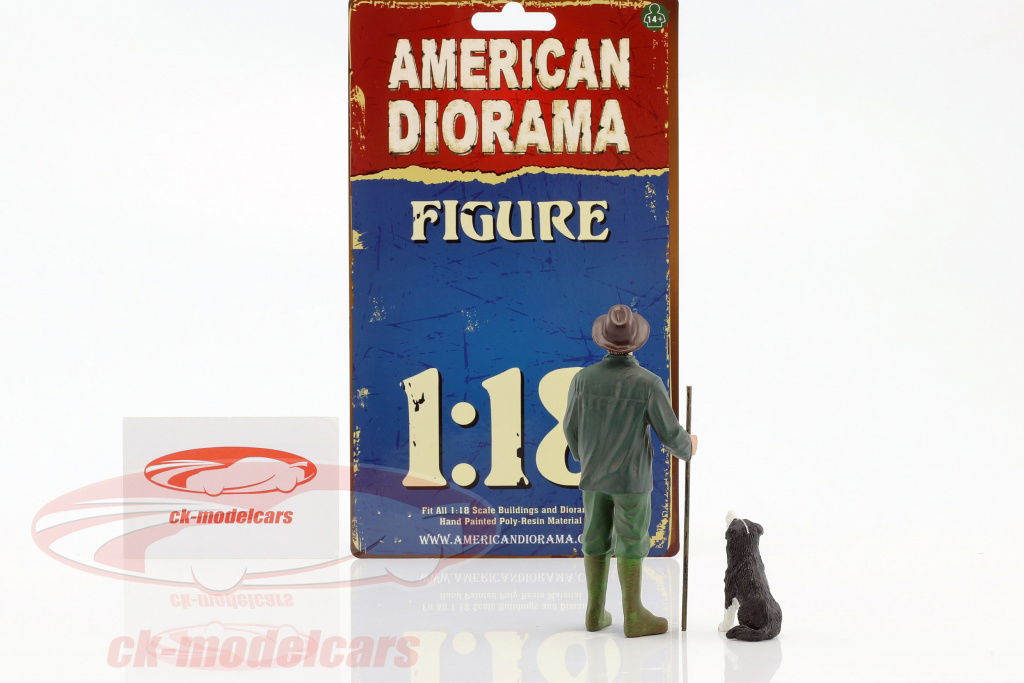 14+
AMERICAN
DIORAMA
FIGURE
1:18
Fit All 1:18 Scale Buildings and Dioram
Hand Painted Poly-Resin Material
WWW.AMERICANDIORAMA.C
ck-modelcars
ck-modelcars